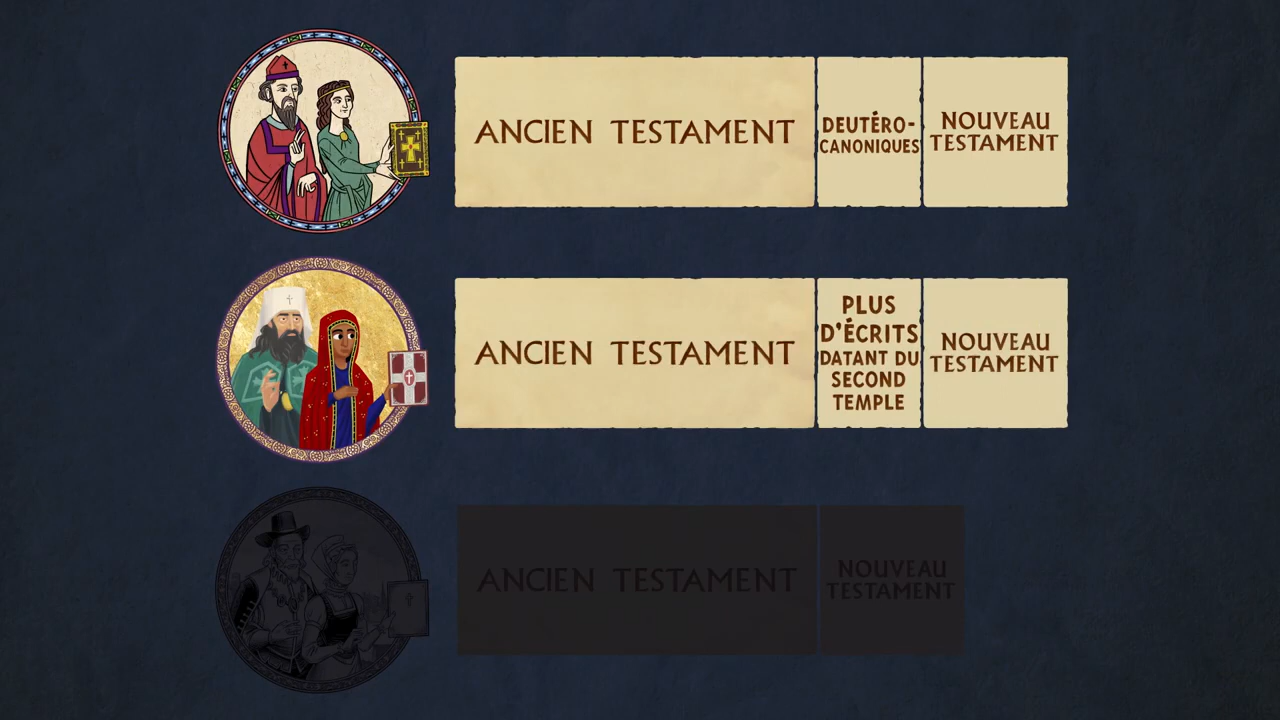 ANCIEN TESTAMENT
DEUTÉRO-
CANONIQUES
NOUVEAU
TESTAMENT
ANCIEN TESTAMENT
PLUS
D'ÉCRITS
DATANT DU
SECOND
TEMPLE
NOUVEAU
TESTAMENT
ANCIEN TESTAMENT
NOUVEAU
TESTAMENT